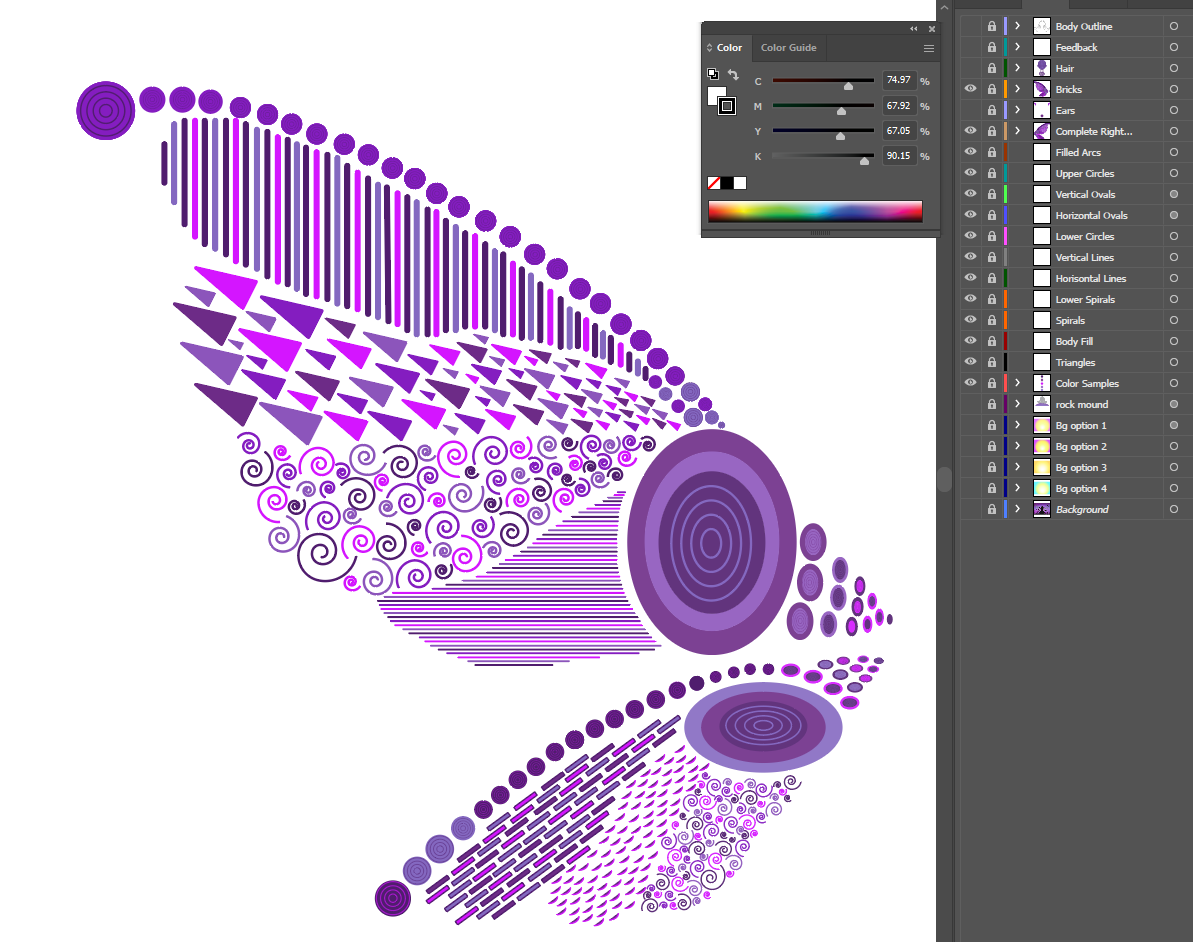 Color
Color Guide
C 74.97 %
M 67.92 %
Y 67.05 %
K 90.15 %
Body Outline
Feedback
Hair
Bricks
Ears
Complete Right...
Filled Arcs
Upper Circles
Vertical Ovals
Horizontal Ovals
Lower Circles
Vertical Lines
Horisontal Lines
Lower Spirals
Spirals
Body Fill
Triangles
Color Samples
rock mound
Bg option 1
Bg option 2
Bg option 3
Bg option 4
Background